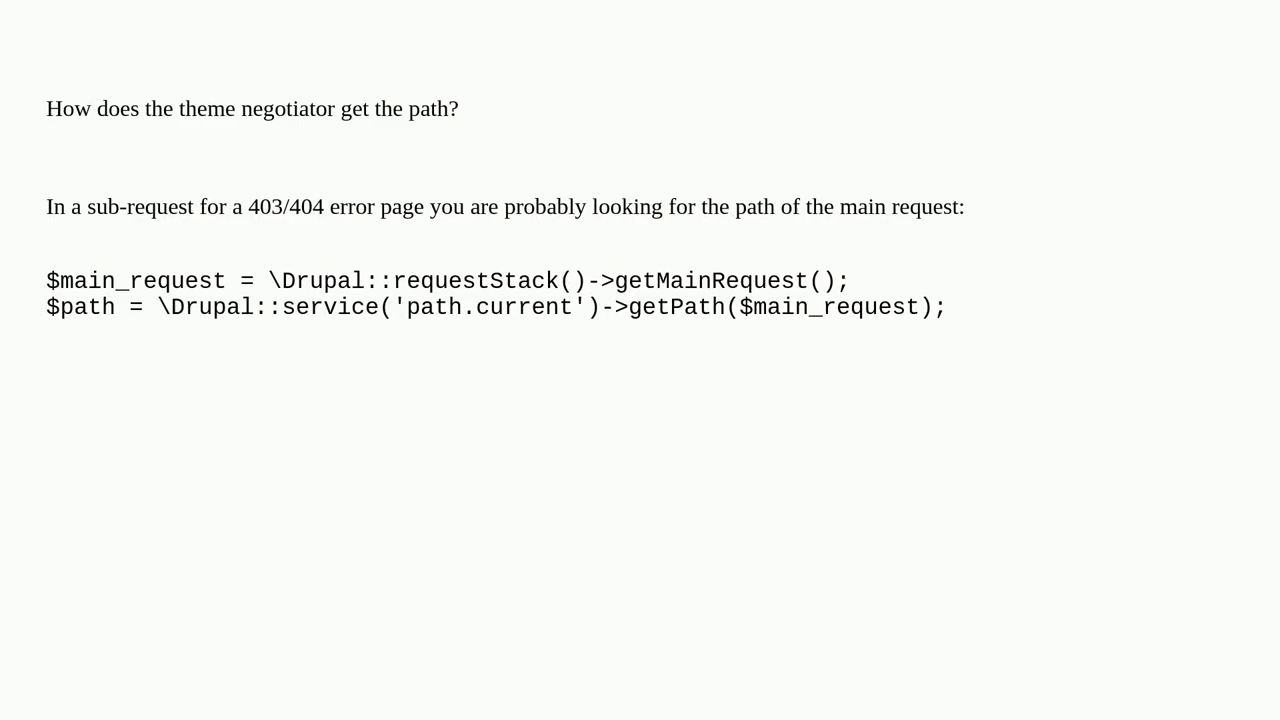 How does the theme negotiator get the path?
In a sub-request for a 403/404 error page you are probably looking for the path of the main request:
$main_request = \Drupal::requestStack()->getMainRequest();
$path = \Drupal::service('path.current')->getPath($main_request);